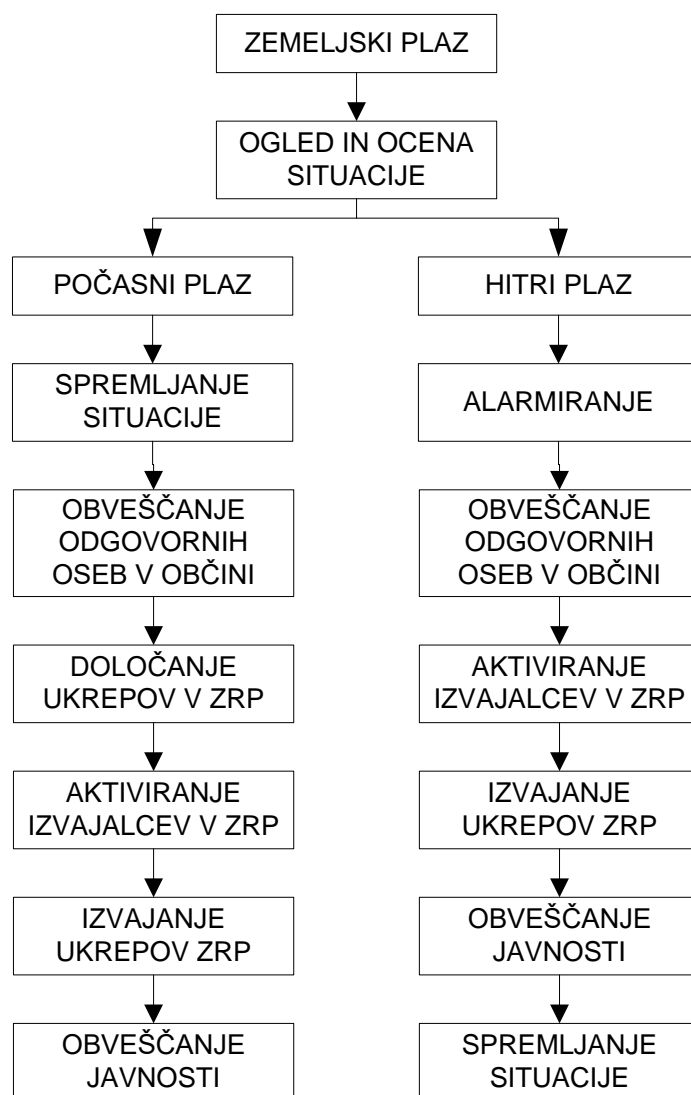 ZEMELJSKI PLAZ
OGLED IN OCENA
SITUACIJE
POČASNI PLAZ
HITRI PLAZ
SPREMLJANJE
SITUACIJE
ALARMIRANJE
OBVEŠČANJE
ODGOVORNIH
OSEB V OBČINI
OBVEŠČANJE
ODGOVORNIH
OSEB V OBČINI
DOLOČANJE
UKREPOV V ZRP
AKTIVIRANJE
IZVAJALCEV V ZRP
AKTIVIRANJE
IZVAJALCEV V ZRP
IZVAJANJE
UKREPOV ZRP
IZVAJANJE
UKREPOV ZRP
OBVEŠČANJE
JAVNOSTI
OBVEŠČANJE
JAVNOSTI
SPREMLJANJE
SITUACIJE